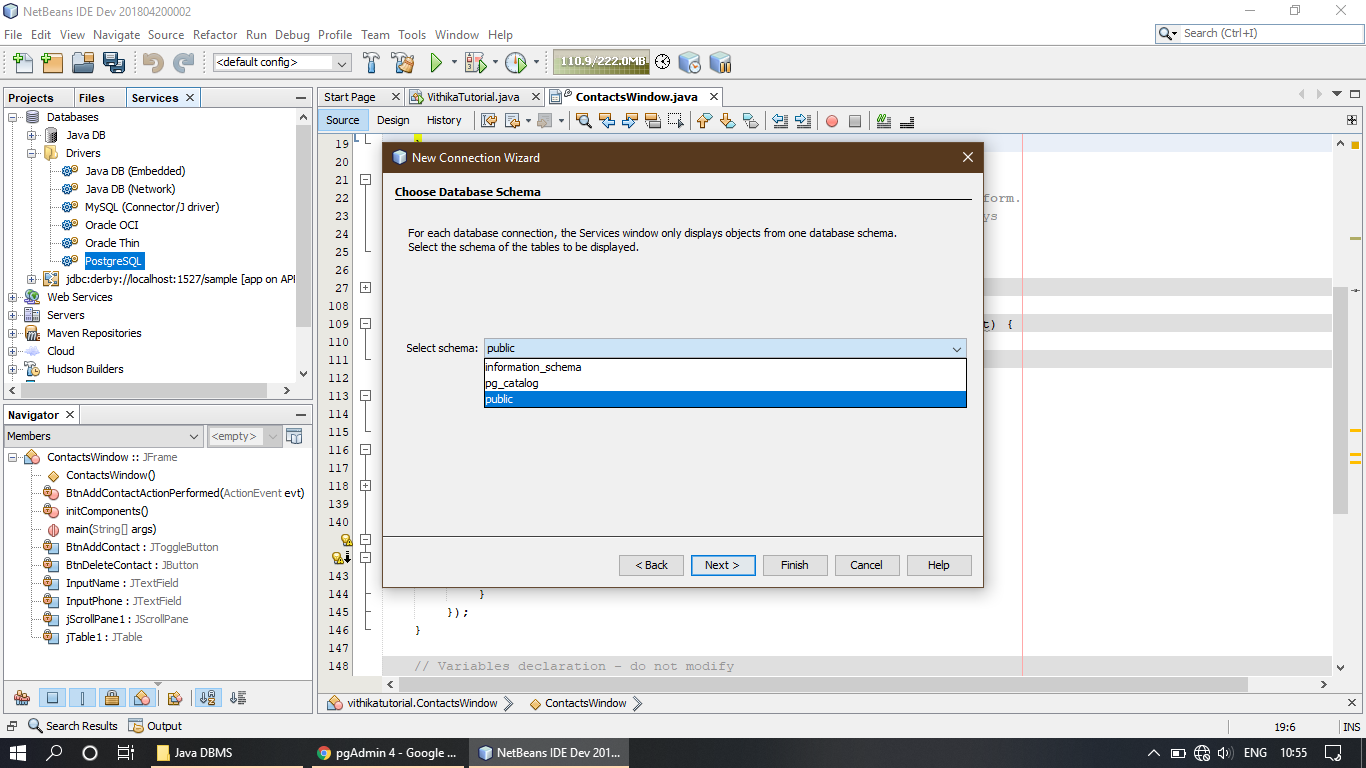 NetBeans IDE Dev 201804200002
File Edit View Navigate Source Refactor Run Debug Profile Team Tools Window Help
Search (Ctrl+I)
<default config>
110.9/222.0MB
Projects Files Services
Databases
Java DB
Drivers
Java DB (Embedded)
Java DB (Network)
MySQL (Connector/J driver)
Oracle OCI
Oracle Thin
PostgreSQL
jdbc:derby://localhost:1527/sample [app on API
Web Services
Servers
Maven Repositories
Cloud
Hudson Builders
Navigator
Members
<empty>
ContactsWindow :: JFrame
ContactsWindow()
BtnAddContactActionPerformed(ActionEvent evt)
initComponents()
main(String[] args)
BtnAddContact : JToggleButton
BtnDeleteContact : JButton
InputName : JTextField
InputPhone : JTextField
jScrollPane1 : JScrollPane
jTable1 : JTable
Start Page VithikaTutorial.java ContactsWindow.java
Source Design History
19
20
21
22 form.
23 ys
24
25
26
27
108
109 t) {
110
111
112
113
114
115
116
117
118
139
140
143
144 }
145 });
146 }
147
148 // Variables declaration - do not modify
New Connection Wizard
Choose Database Schema
For each database connection, the Services window only displays objects from one database schema.
Select the schema of the tables to be displayed.
Select schema: public
information_schema
pg_catalog
public
< Back Next > Finish Cancel Help
vithikatutorial.ContactsWindow ContactsWindow
Search Results Output
19:6 INS
Java DBMS
pgAdmin 4 - Google ...
NetBeans IDE Dev 201...
ENG 10:55